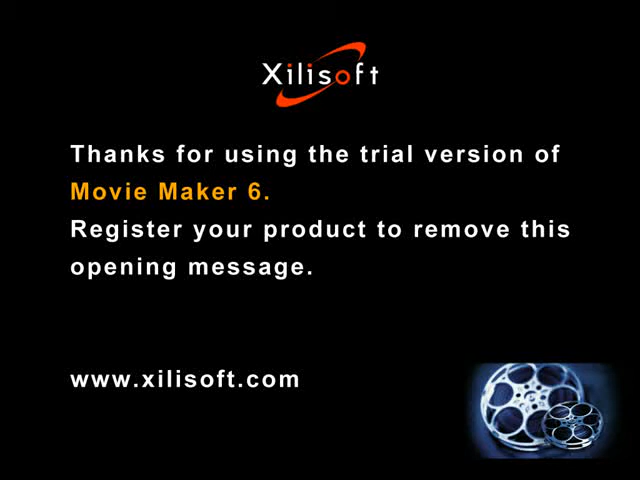 Xilisoft
Thanks for using the trial version of
Movie Maker 6.
Register your product to remove this
opening message.
www.xilisoft.com